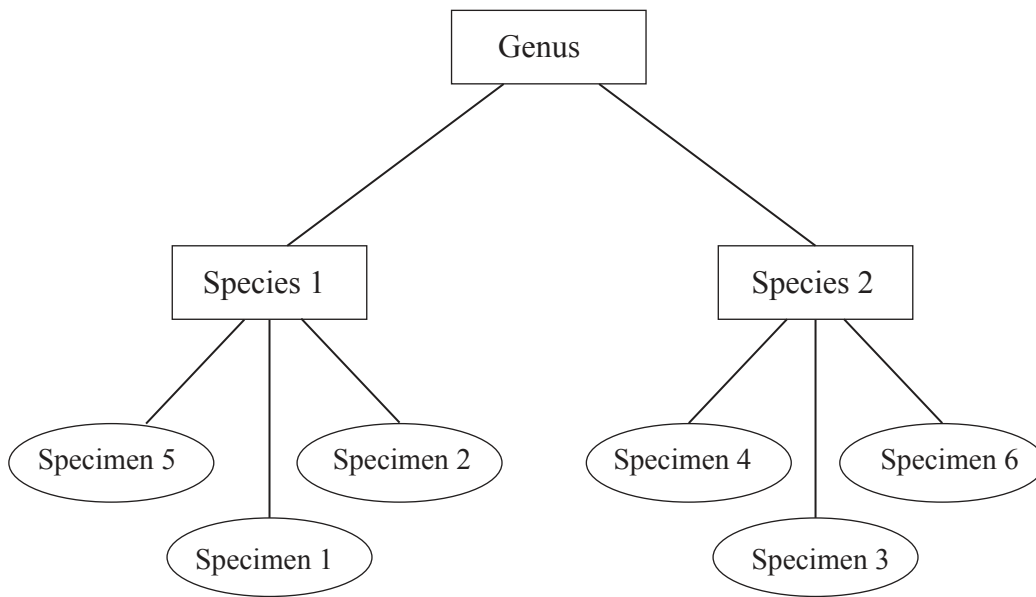 Genus
Species 1
Species 2
Specimen 5
Specimen 2
Specimen 4
Specimen 6
Specimen 1
Specimen 3